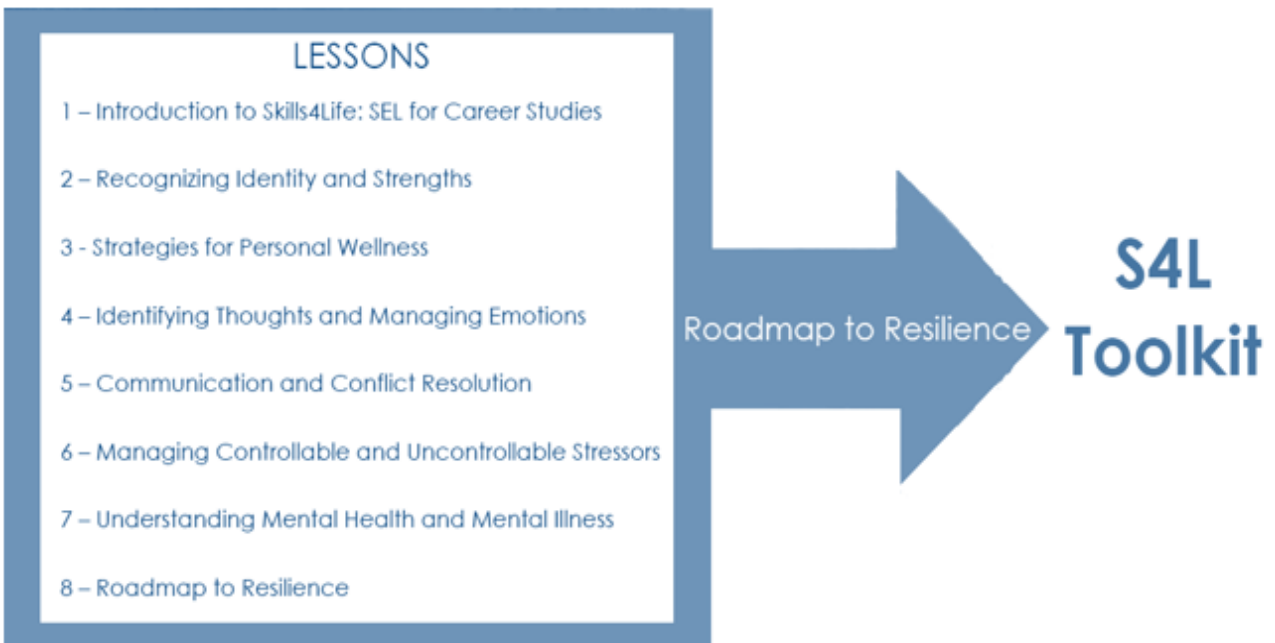 LESSONS
1 – Introduction to Skills4Life: SEL for Career Studies
2 – Recognizing Identity and Strengths
3 - Strategies for Personal Wellness
4 – Identifying Thoughts and Managing Emotions
5 – Communication and Conflict Resolution
6 – Managing Controllable and Uncontrollable Stressors
7 – Understanding Mental Health and Mental Illness
8 – Roadmap to Resilience
Roadmap to Resilience
S4L
Toolkit